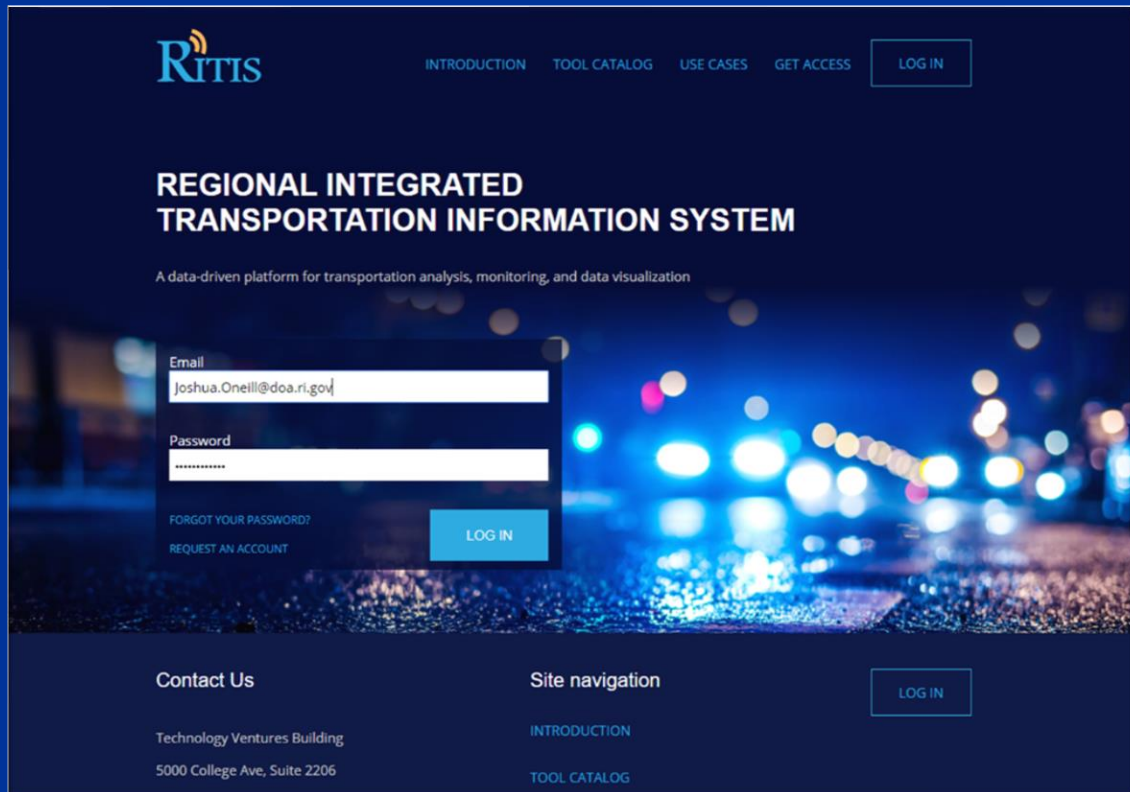 RITIS
INTRODUCTION TOOL CATALOG USE CASES GET ACCESS LOG IN
REGIONAL INTEGRATED
TRANSPORTATION INFORMATION SYSTEM
A data-driven platform for transportation analysis, monitoring, and data visualization
Email
Joshua.Oneill@doa.ri.gov
Password
••••••••••••
FORGOT YOUR PASSWORD?
LOG IN
REQUEST AN ACCOUNT
Contact Us
Site navigation
LOG IN
Technology Ventures Building
INTRODUCTION
5000 College Ave, Suite 2206
TOOL CATALOG